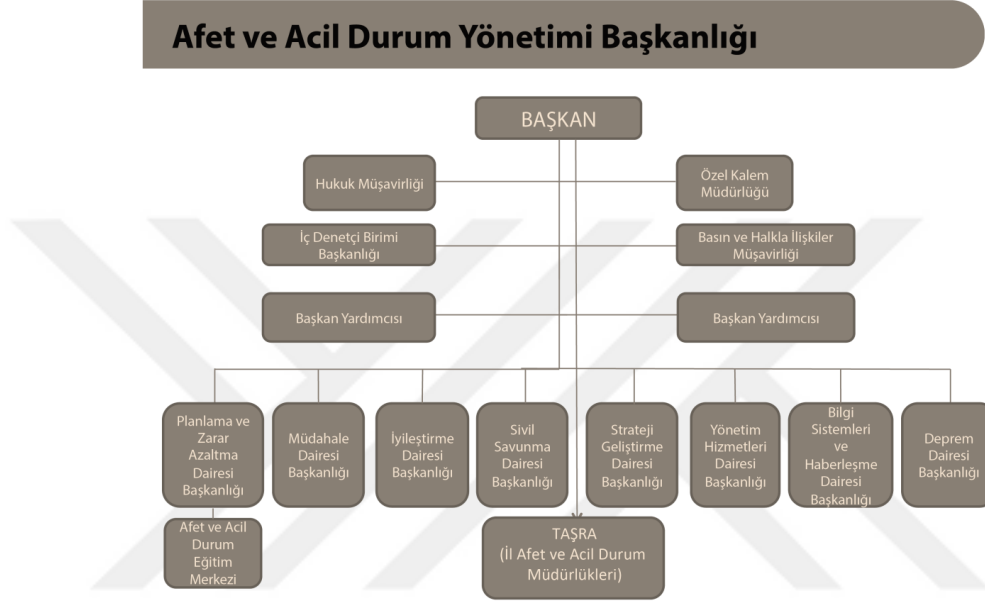 Afet ve Acil Durum Yönetimi Başkanlığı
BAŞKAN
Hukuk Müşavirliği
Özel Kalem
Müdürlüğü
İç Denetçi Birimi
Başkanlığı
Basın ve Halkla İlişkiler
Müşavirliği
Başkan Yardımcısı
Başkan Yardımcısı
Planlama ve
Zarar
Azaltma
Dairesi
Başkanlığı
Müdahale
Dairesi
Başkanlığı
İyileştirme
Dairesi
Başkanlığı
Sivil
Savunma
Dairesi
Başkanlığı
Strateji
Geliştirme
Dairesi
Başkanlığı
Yönetim
Hizmetleri
Dairesi
Başkanlığı
Bilgi
Sistemleri
ve
Haberleşme
Dairesi
Başkanlığı
Deprem
Dairesi
Başkanlığı
Afet ve Acil
Durum
Eğitim
Merkezi
TAŞRA
(İl Afet ve Acil Durum
Müdürlükleri)